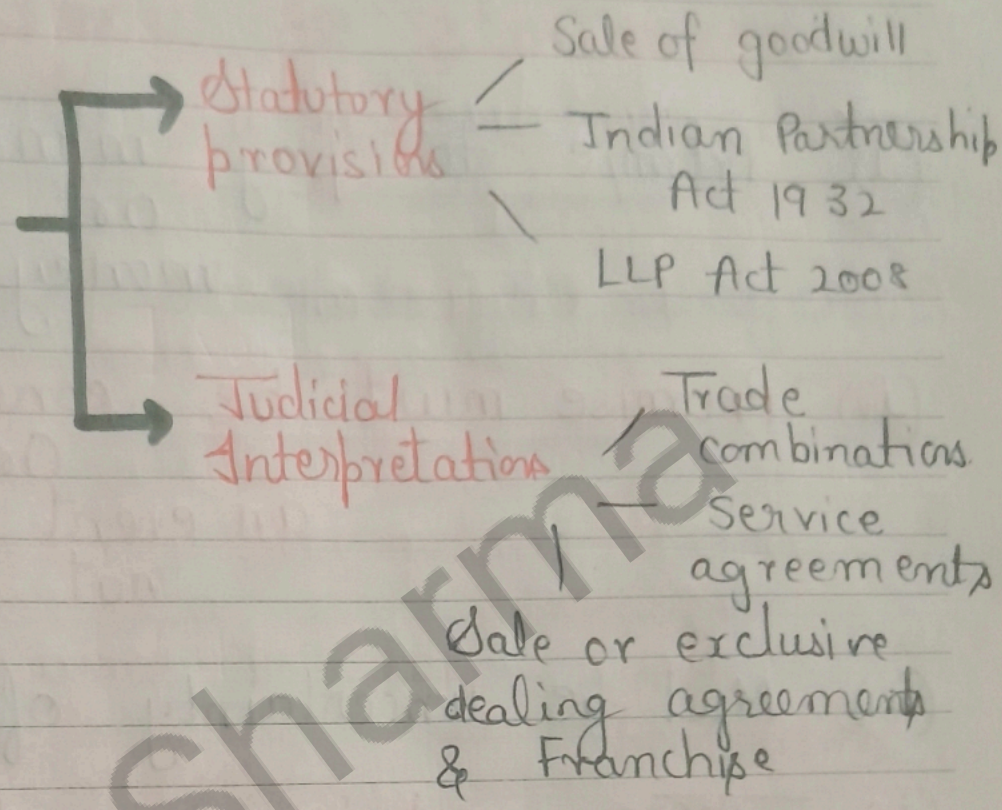 Sale of goodwill
Statutory
provisions
Indian Partnership
Act 1932
LLP Act 2008
Judicial
Interpretations
Trade
combinations.
Service
agreements
Sale or exclusive
dealing agreements
& Franchise
Sharma